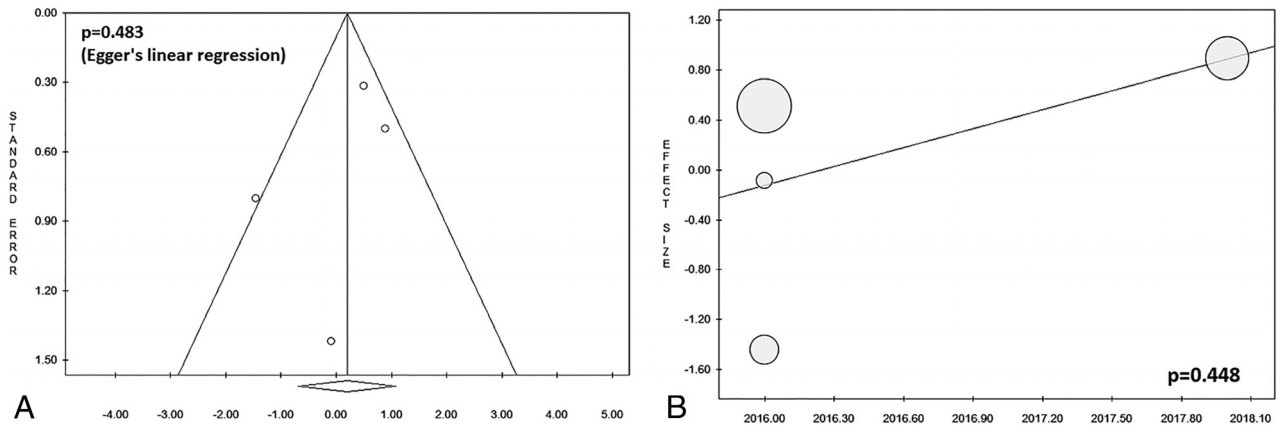 p=0.483
(Egger's linear regression)
STANDARD ERROR
0.00
0.30
0.60
0.90
1.20
1.50
-4.00 -3.00 -2.00 -1.00 0.00 1.00 2.00 3.00 4.00 5.00
A
EFFECT SIZE
1.20
0.80
0.40
0.00
-0.40
-0.80
-1.20
-1.60
p=0.448
2016.00 2016.30 2016.60 2016.90 2017.20 2017.50 2017.80 2018.10
B